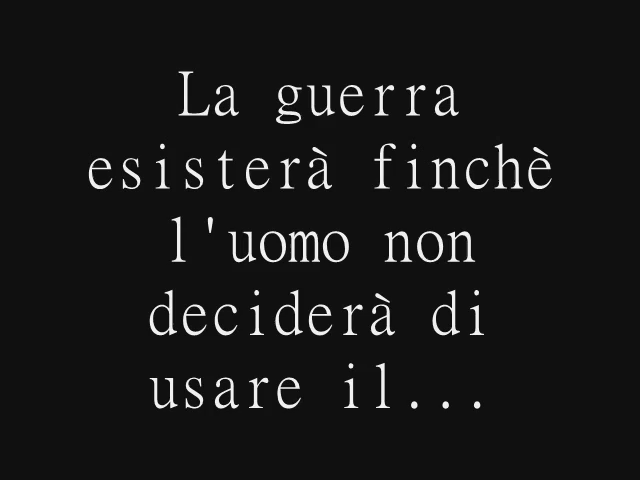 La guerra
esisterà finchè
l'uomo non
deciderà di
usare il...